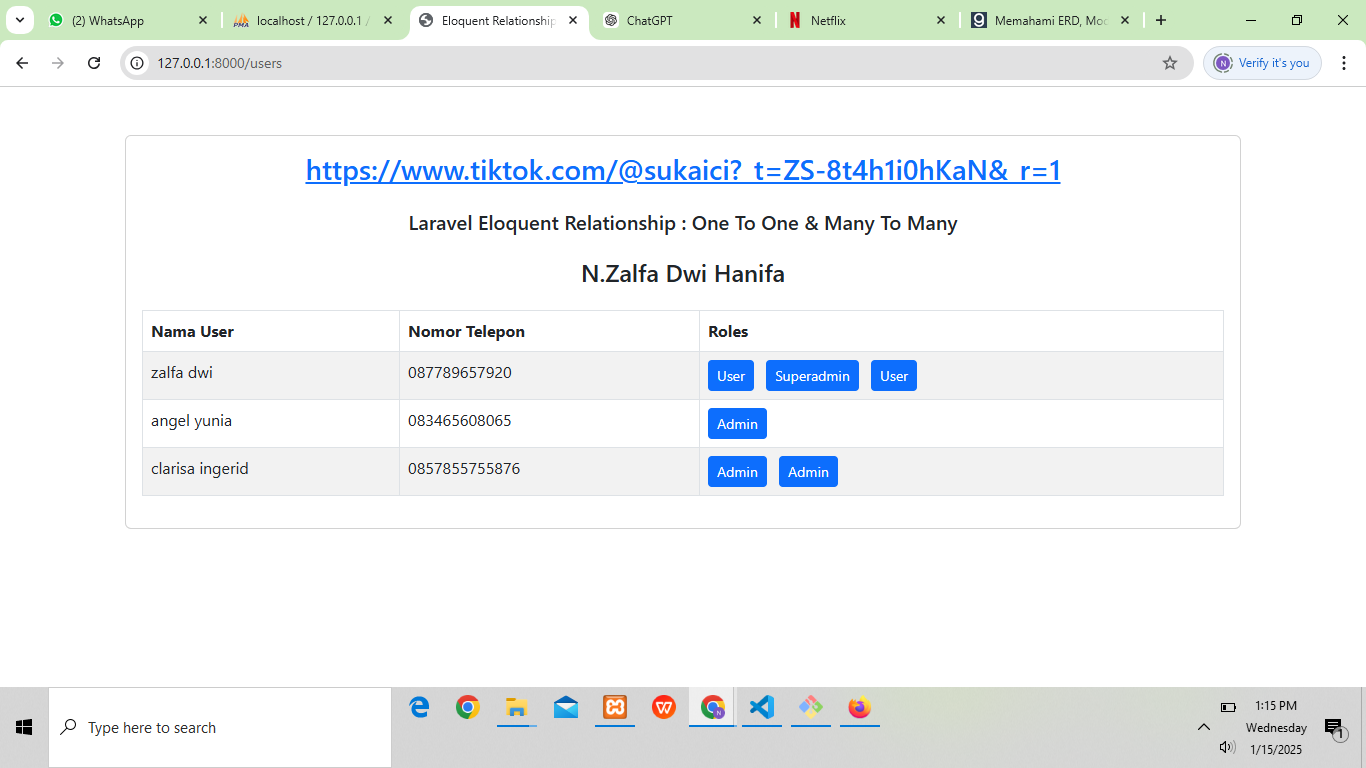 (2) WhatsApp
localhost / 127.0.0.1 /
Eloquent Relationship
ChatGPT
Netflix
Memahami ERD, Mod
127.0.0.1:8000/users
Verify it's you
https://www.tiktok.com/@sukaici?_t=ZS-8t4h1i0hKaN&_r=1
Laravel Eloquent Relationship : One To One & Many To Many
N.Zalfa Dwi Hanifa
Nama User Nomor Telepon Roles
zalfa dwi 087789657920 User Superadmin User
angel yunia 083465608065 Admin
clarisa ingerid 0857855755876 Admin Admin
Type here to search
1:15 PM
Wednesday
1/15/2025
1